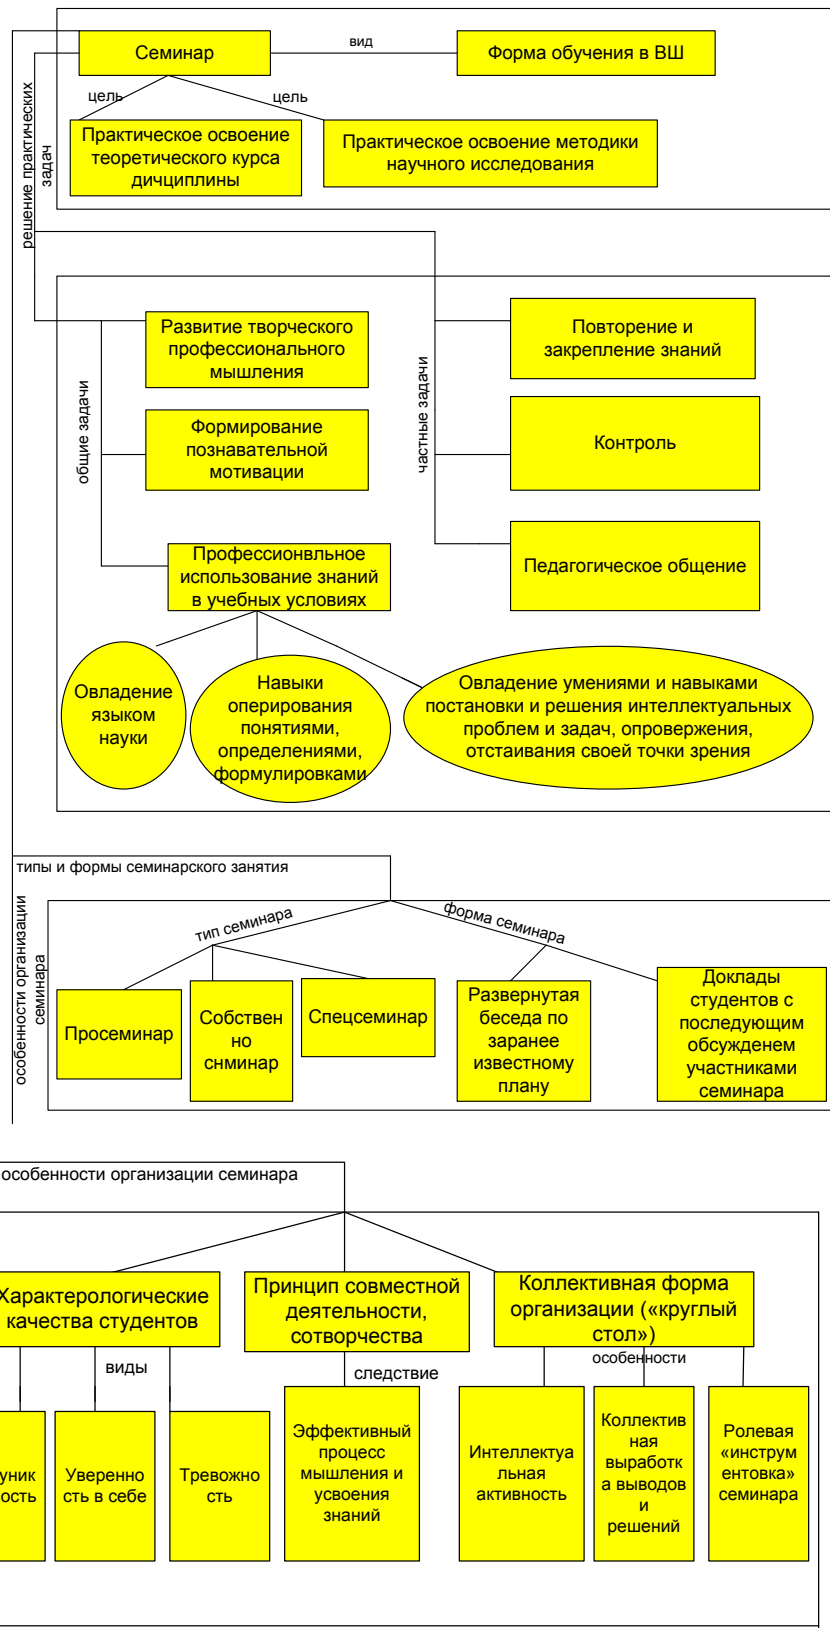 Семинар
вид
Форма обучения в ВШ
цель
цель
Практическое освоение
теоретического курса
дичциплины
Практическое освоение методики
научного исследования
решение практических
задач
Развитие творческого
профессионального
мышления
Повторение и
закрепление знаний
общие задачи
частные задачи
Формирование
познавательной
мотивации
Контроль
Профессионвльное
использование знаний
в учебных условиях
Педагогическое общение
Овладение
языком
науки
Навыки
оперирования
понятиями,
определениями,
формулировками
Овладение умениями и навыками
постановки и решения интеллектуальных
проблем и задач, опровержения,
отстаивания своей точки зрения
типы и формы семинарского занятия
особенности организации
семинара
тип семинара
форма семинара
Просеминар
Собствен
но
снминар
Спецсеминар
Развернутая
беседа по
заранее
известному
плану
Доклады
студентов с
последующим
обсужденем
участниками
семинара
особенности организации семинара
Характерологические
качества студентов
Принцип совместной
деятельности,
сотворчества
Коллективная форма
организации («круглый
стол»)
виды
следствие
особенности
уник
ость
Уверенно
сть в себе
Тревожно
сть
Эффективный
процесс
мышления и
усвоения
знаний
Интеллектуа
льная
активность
Коллектив
ная
выработк
а выводов
и
решений
Ролевая
«инструм
ентовка»
семинара